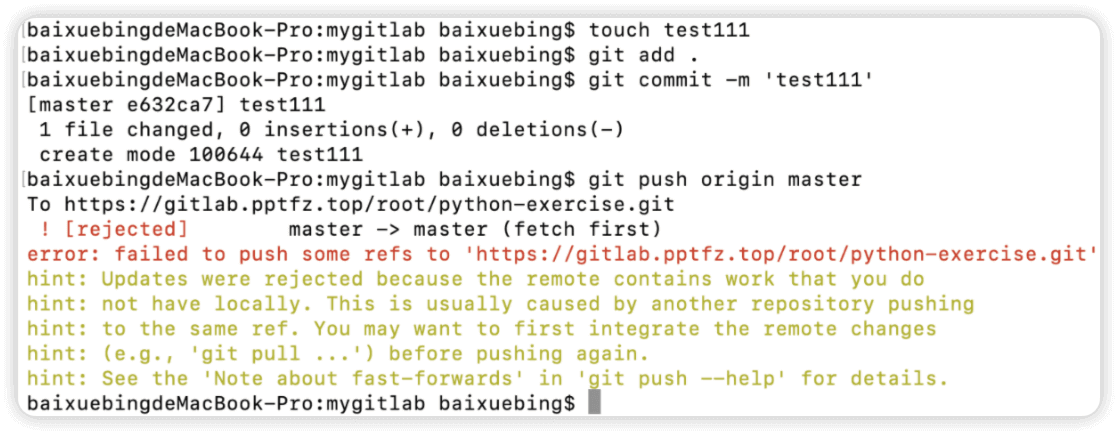 baixuebingdeMacBook-Pro:mygitlab baixuebing$ touch test111
baixuebingdeMacBook-Pro:mygitlab baixuebing$ git add .
baixuebingdeMacBook-Pro:mygitlab baixuebing$ git commit -m 'test111'
[master e632ca7] test111
 1 file changed, 0 insertions(+), 0 deletions(-)
 create mode 100644 test111
baixuebingdeMacBook-Pro:mygitlab baixuebing$ git push origin master
To https://gitlab.pptfz.top/root/python-exercise.git
 ! [rejected]        master -> master (fetch first)
error: failed to push some refs to 'https://gitlab.pptfz.top/root/python-exercise.git'
hint: Updates were rejected because the remote contains work that you do
hint: not have locally. This is usually caused by another repository pushing
hint: to the same ref. You may want to first integrate the remote changes
hint: (e.g., 'git pull ...') before pushing again.
hint: See the 'Note about fast-forwards' in 'git push --help' for details.
baixuebingdeMacBook-Pro:mygitlab baixuebing$